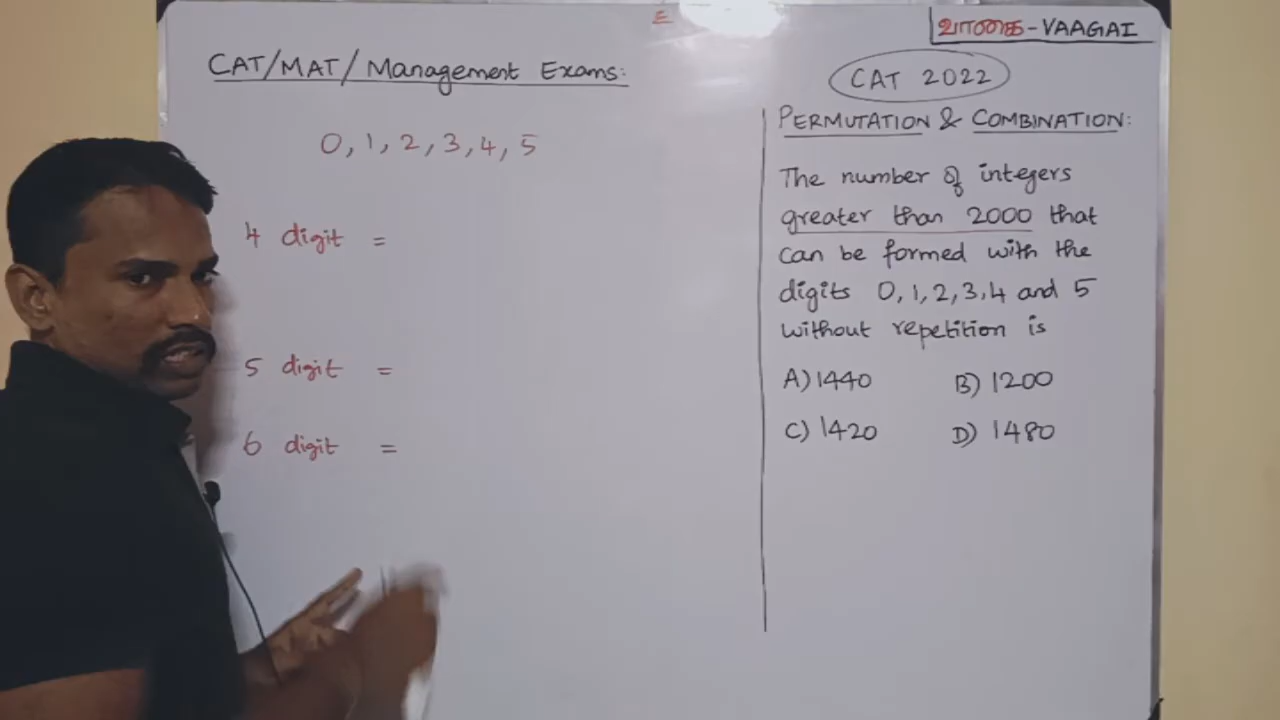 வாகை-VAAGAI
CAT/MAT/Management Exams:
0, 1, 2, 3, 4, 5
4 digit =
5 digit =
6 digit =
CAT 2022
PERMUTATION & COMBINATION:
The number of integers
greater than 2000 that
can be formed with the
digits 0, 1, 2, 3, 4 and 5
without repetition is
A) 1440 B) 1200
C) 1420 D) 1480